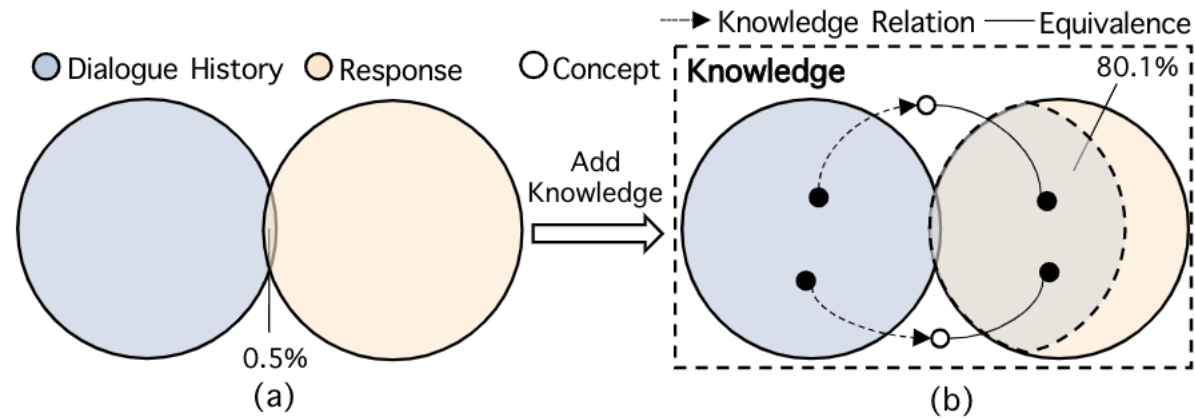 Knowledge Relation Equivalence
Dialogue History Response Concept
Knowledge
80.1%
Add
Knowledge
0.5%
(a)
(b)